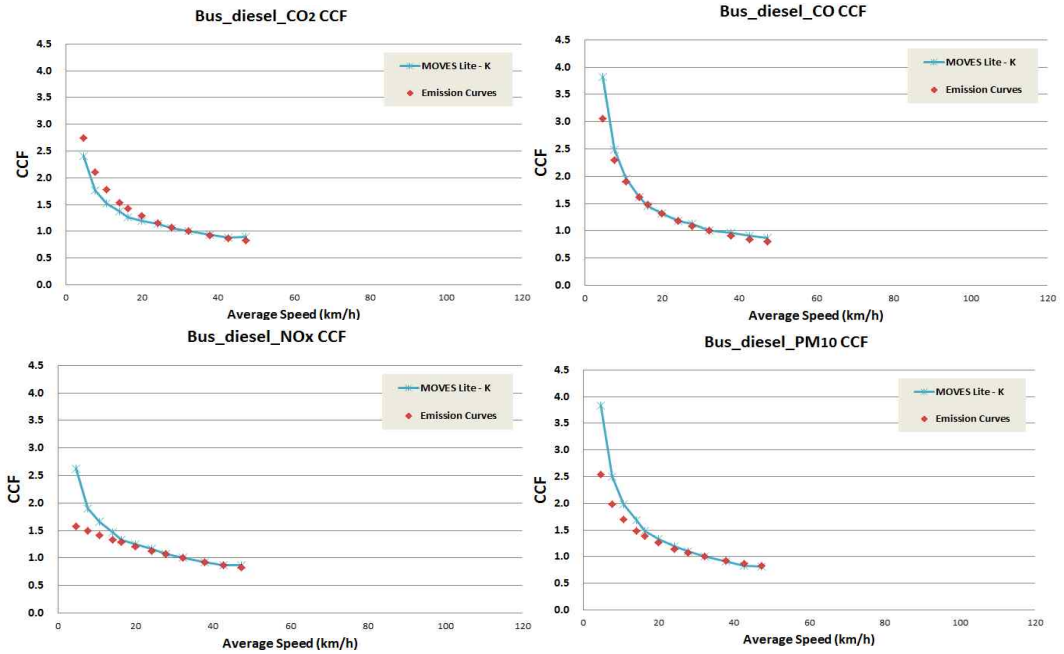 Bus_diesel_CO2 CCF
4.5
4.0
3.5
3.0
2.5
2.0
1.5
1.0
0.5
0.0
CCF
MOVES Lite - K
Emission Curves
0 20 40 60 80 100 120
Average Speed (km/h)
Bus_diesel_CO CCF
4.5
4.0
3.5
3.0
2.5
2.0
1.5
1.0
0.5
0.0
CCF
MOVES Lite - K
Emission Curves
0 20 40 60 80 100 120
Average Speed (km/h)
Bus_diesel_NOx CCF
4.5
4.0
3.5
3.0
2.5
2.0
1.5
1.0
0.5
0.0
CCF
MOVES Lite - K
Emission Curves
0 20 40 60 80 100 120
Average Speed (km/h)
Bus_diesel_PM10 CCF
4.5
4.0
3.5
3.0
2.5
2.0
1.5
1.0
0.5
0.0
CCF
MOVES Lite - K
Emission Curves
0 20 40 60 80 100 120
Average Speed (km/h)